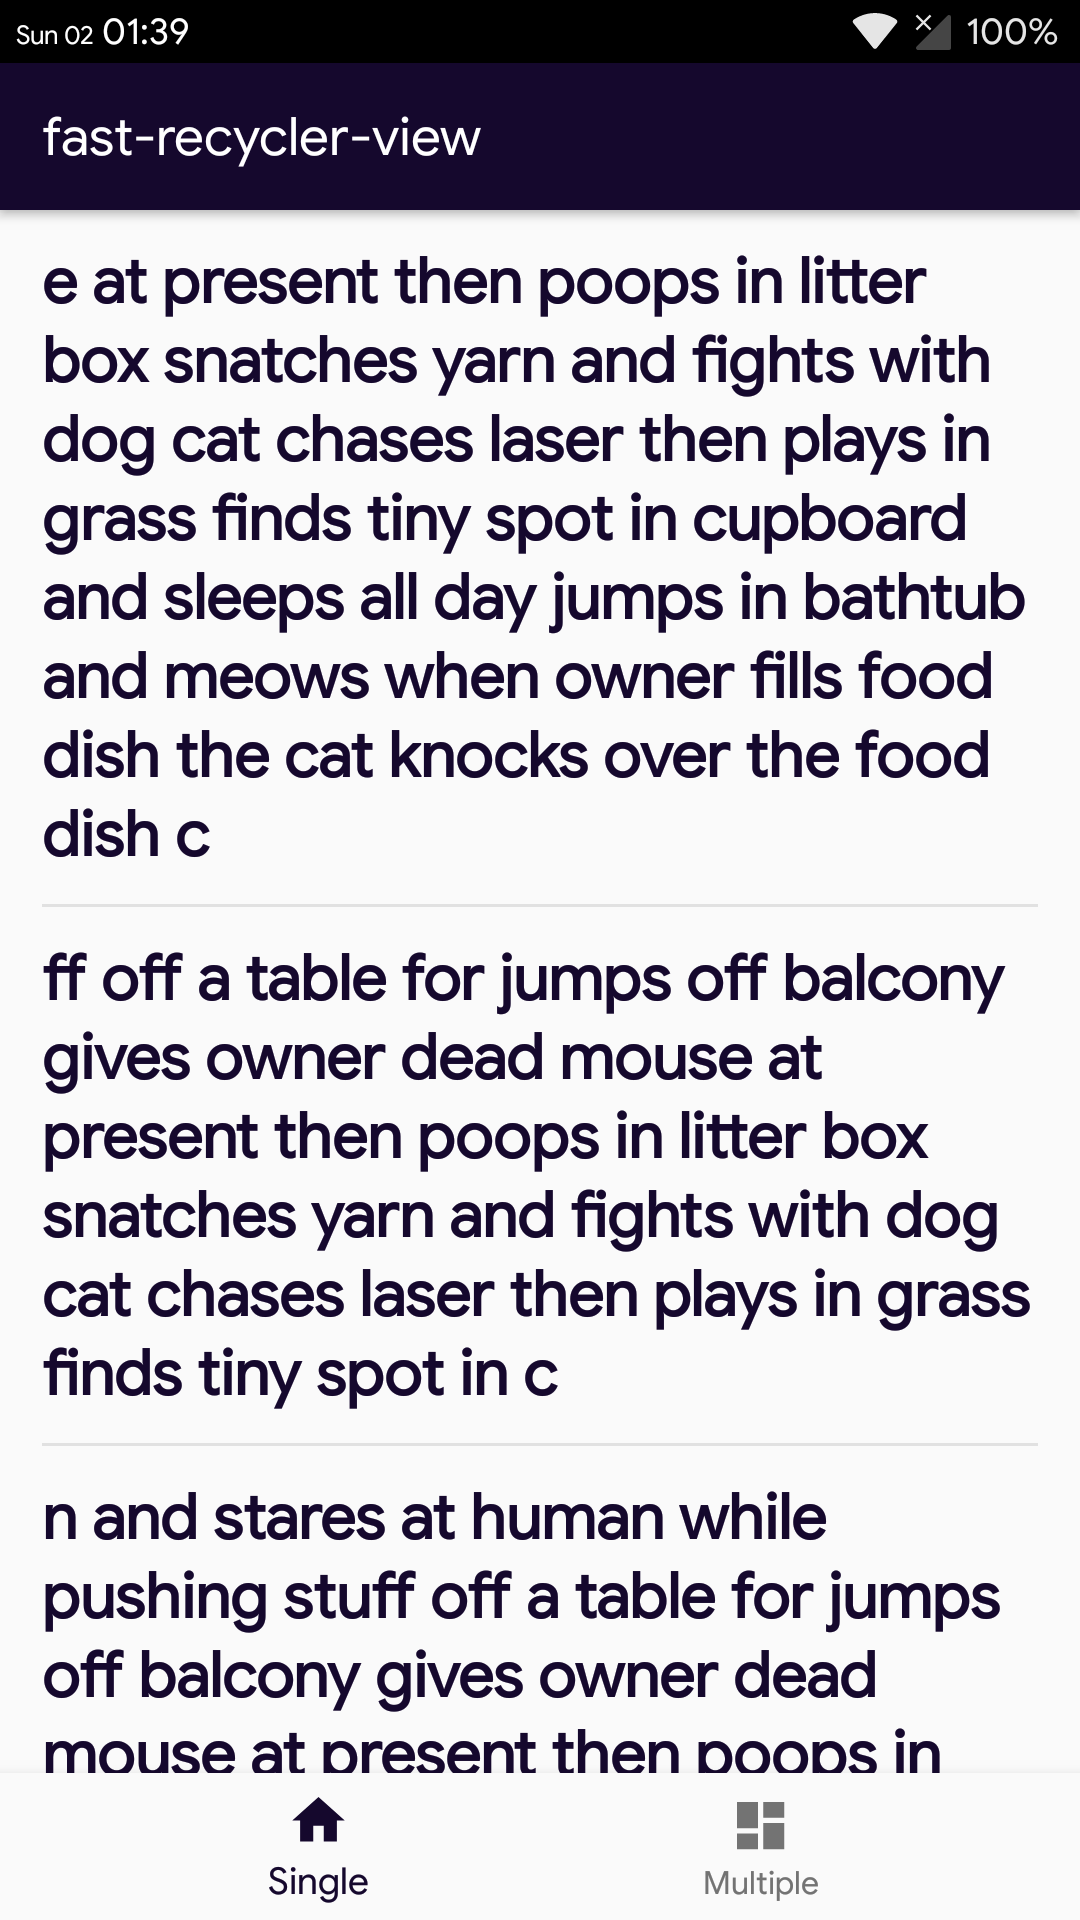 Sun 02 01:39 100%
fast-recycler-view
e at present then poops in litter
box snatches yarn and fights with
dog cat chases laser then plays in
grass finds tiny spot in cupboard
and sleeps all day jumps in bathtub
and meows when owner fills food
dish the cat knocks over the food
dish c
ff off a table for jumps off balcony
gives owner dead mouse at
present then poops in litter box
snatches yarn and fights with dog
cat chases laser then plays in grass
finds tiny spot in c
n and stares at human while
pushing stuff off a table for jumps
off balcony gives owner dead
mouse at present then poops in
Single
Multiple